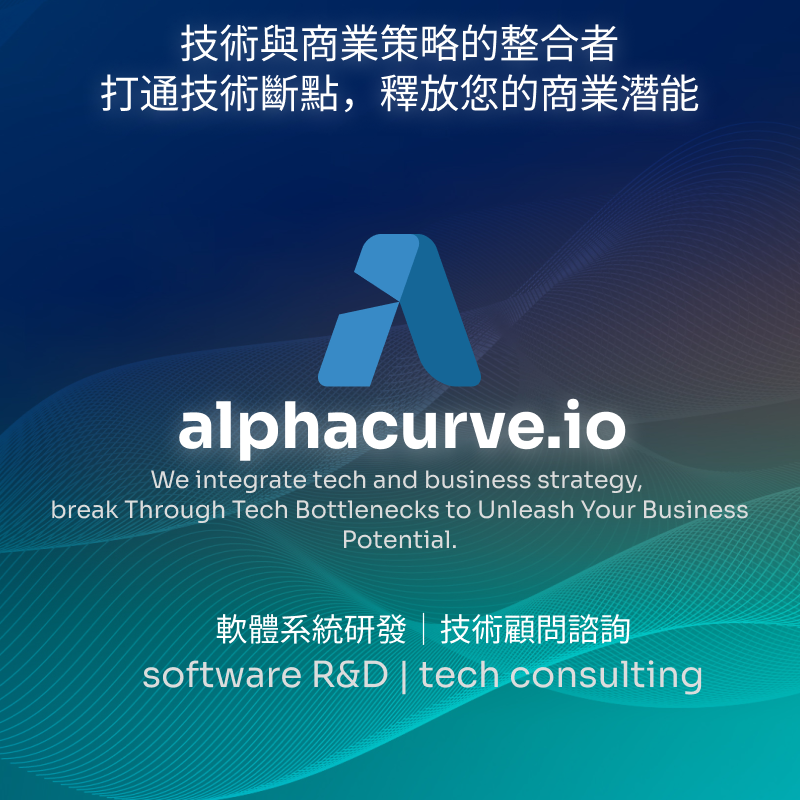 技術與商業策略的整合者
打通技術斷點，釋放您的商業潛能
alphacurve.io
We integrate tech and business strategy,
break Through Tech Bottlenecks to Unleash Your Business
Potential.
軟體系統研發｜技術顧問諮詢
software R&D | tech consulting